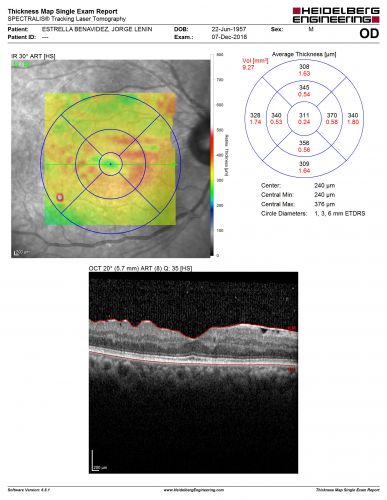 Thickness Map Single Exam Report
SPECTRALIS® Tracking Laser Tomography
HEIDELBERG
ENGINEERING
Patient: ESTRELLA BENAVIDEZ, JORGE LENIN DOB: 22-Jun-1957 Sex: M
Patient ID: --- Exam.: 07-Dec-2018
OD
IR 30° ART [HS]
800
700
600
500
400
300
200
100
0
Retina Thickness [µm]
200 µm
Average Thickness [µm]
Vol [mm³]
9.27
308
1.63
345
0.54
328
1.74
340
0.53
311
0.24
370
0.58
340
1.80
356
0.56
309
1.64
Center: 240 µm
Central Min: 240 µm
Central Max: 376 µm
Circle Diameters: 1, 3, 6 mm ETDRS
OCT 20° (5.7 mm) ART (8) Q: 35 [HS]
200 µm
www.HeidelbergEngineering.com
Thickness Map Single Exam Report